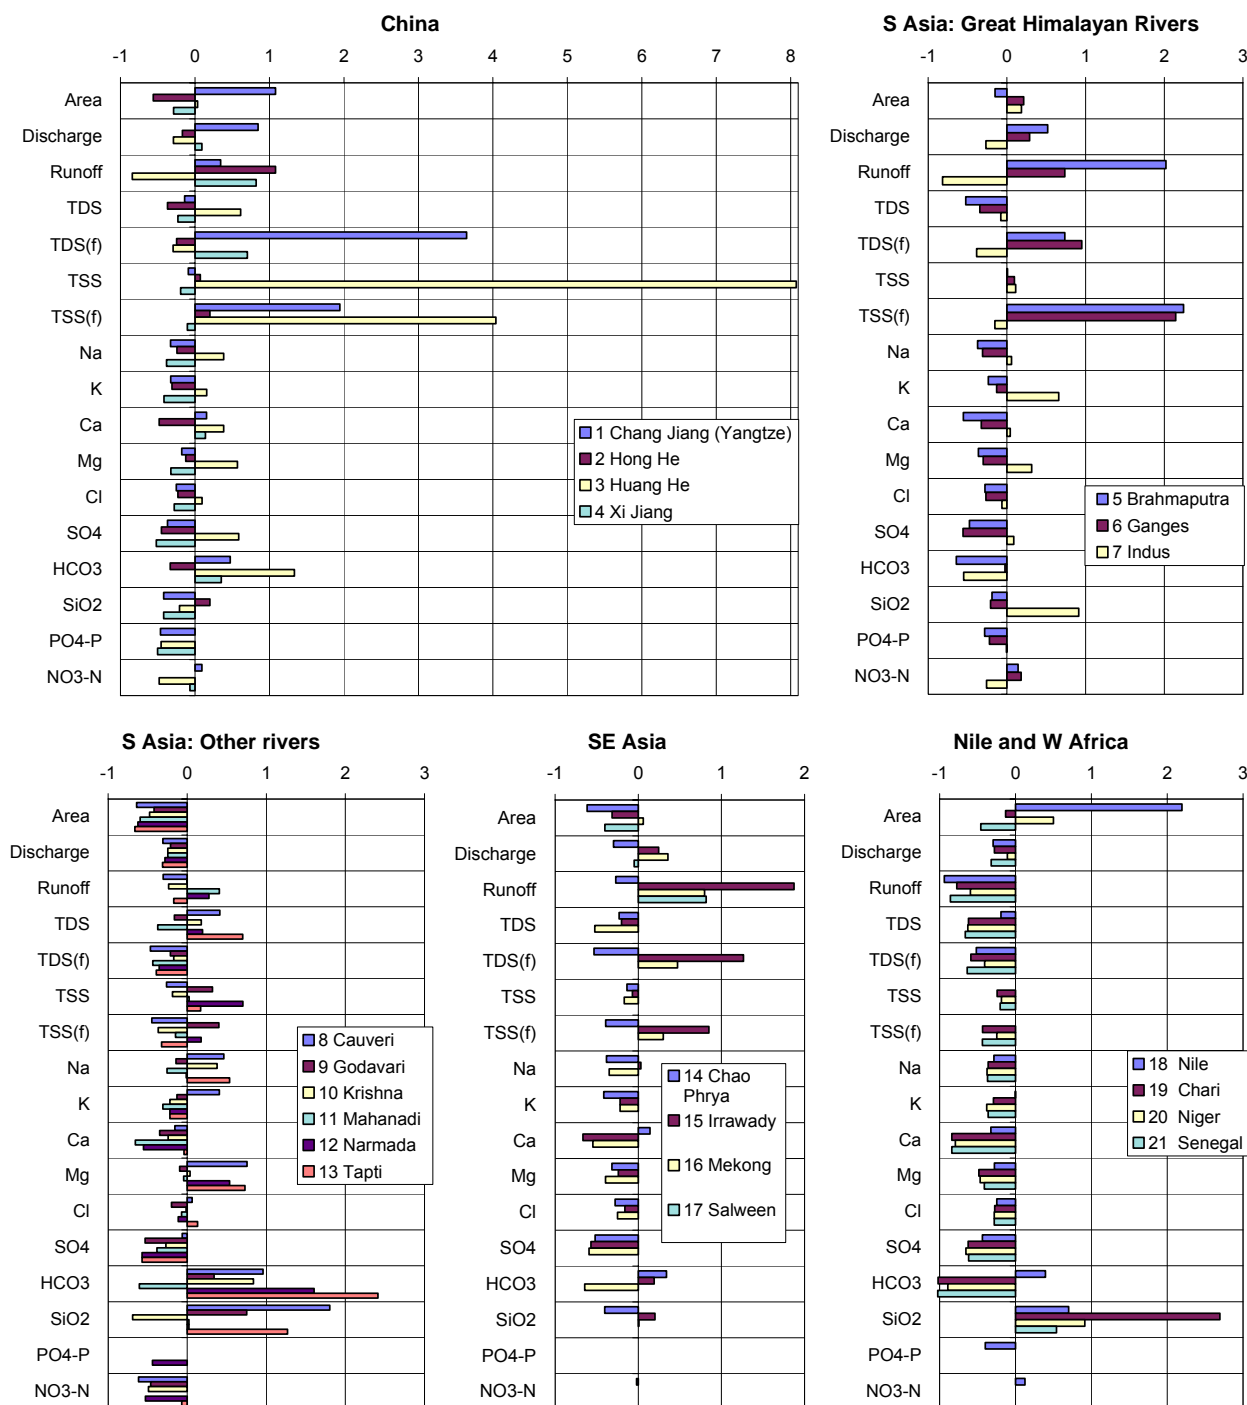 China
-1 0 1 2 3 4 5 6 7 8
Area
Discharge
Runoff
TDS
TDS(f)
TSS
TSS(f)
Na
K
Ca
Mg
Cl
SO4
HCO3
SiO2
PO4-P
NO3-N
1 Chang Jiang (Yangtze)
2 Hong He
3 Huang He
4 Xi Jiang
S Asia: Great Himalayan Rivers
-1 0 1 2 3
Area
Discharge
Runoff
TDS
TDS(f)
TSS
TSS(f)
Na
K
Ca
Mg
Cl
SO4
HCO3
SiO2
PO4-P
NO3-N
5 Brahmaputra
6 Ganges
7 Indus
S Asia: Other rivers
-1 0 1 2 3
Area
Discharge
Runoff
TDS
TDS(f)
TSS
TSS(f)
Na
K
Ca
Mg
Cl
SO4
HCO3
SiO2
PO4-P
NO3-N
8 Cauveri
9 Godavari
10 Krishna
11 Mahanadi
12 Narmada
13 Tapti
SE Asia
-1 0 1 2
Area
Discharge
Runoff
TDS
TDS(f)
TSS
TSS(f)
Na
K
Ca
Mg
Cl
SO4
HCO3
SiO2
PO4-P
NO3-N
14 Chao
Phrya
15 Irrawady
16 Mekong
17 Salween
Nile and W Africa
-1 0 1 2 3
Area
Discharge
Runoff
TDS
TDS(f)
TSS
TSS(f)
Na
K
Ca
Mg
Cl
SO4
HCO3
SiO2
PO4-P
NO3-N
18 Nile
19 Chari
20 Niger
21 Senegal